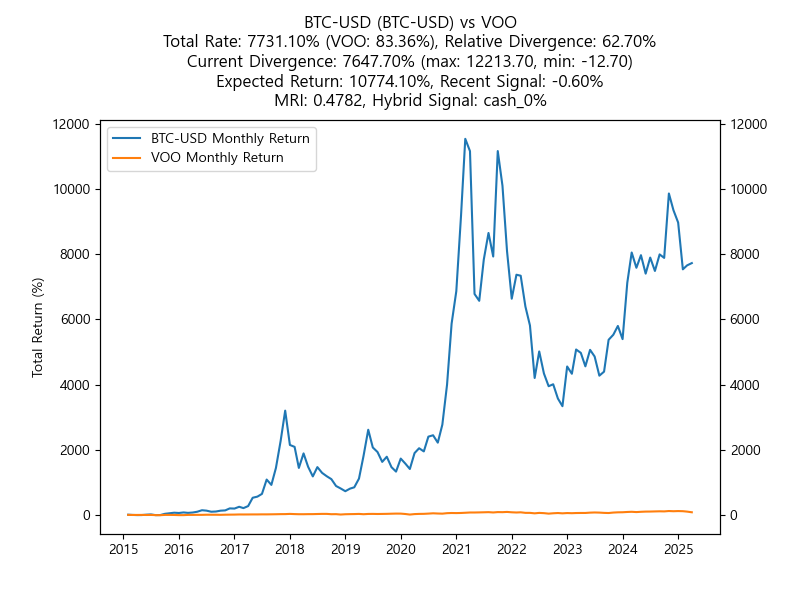 BTC-USD (BTC-USD) vs VOO
Total Rate: 7731.10% (VOO: 83.36%), Relative Divergence: 62.70%
Current Divergence: 7647.70% (max: 12213.70, min: -12.70)
Expected Return: 10774.10%, Recent Signal: -0.60%
MRI: 0.4782, Hybrid Signal: cash_0%
BTC-USD Monthly Return
VOO Monthly Return
Total Return (%)
12000
10000
8000
6000
4000
2000
0
12000
10000
8000
6000
4000
2000
0
2015 2016 2017 2018 2019 2020 2021 2022 2023 2024 2025